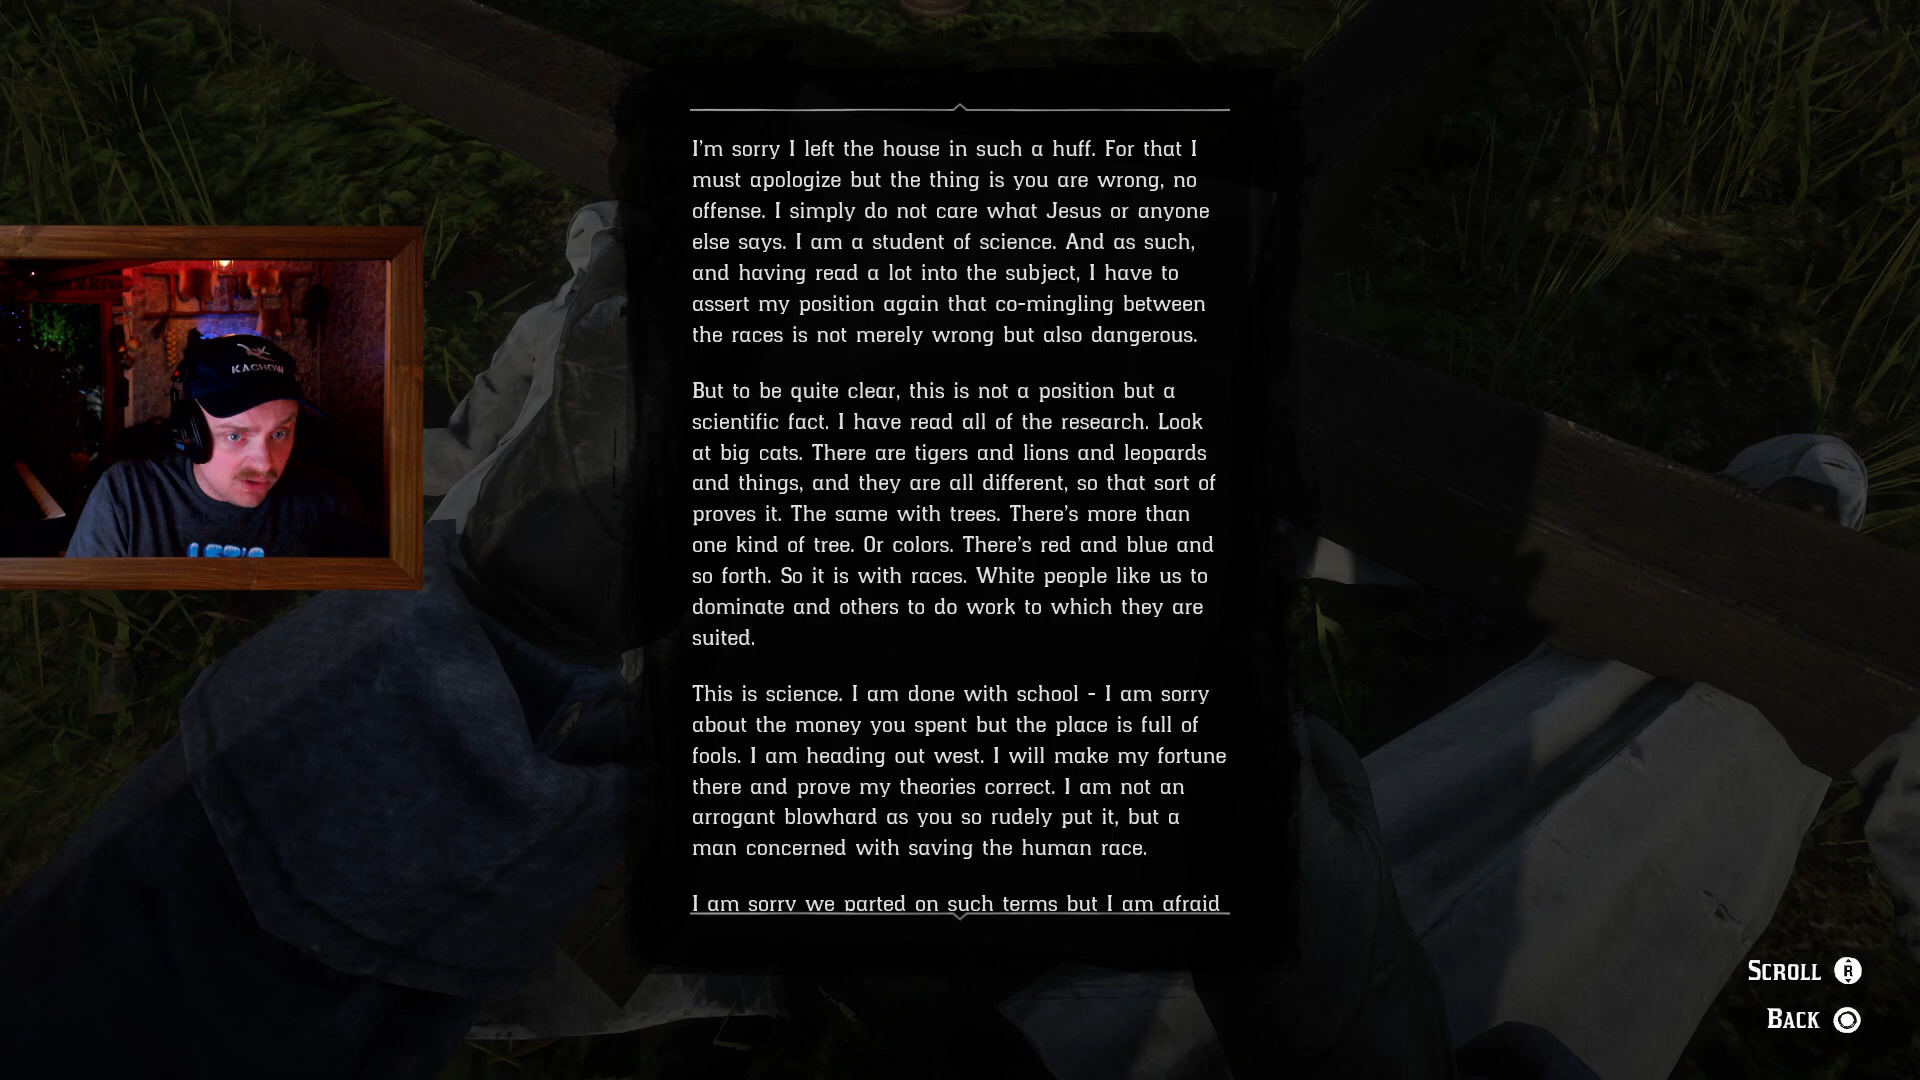 I'm sorry I left the house in such a huff. For that I
must apologize but the thing is you are wrong, no
offense. I simply do not care what Jesus or anyone
else says. I am a student of science. And as such,
and having read a lot into the subject, I have to
assert my position again that co-mingling between
the races is not merely wrong but also dangerous.
But to be quite clear, this is not a position but a
scientific fact. I have read all of the research. Look
at big cats. There are tigers and lions and leopards
and things, and they are all different, so that sort of
proves it. The same with trees. There's more than
one kind of tree. Or colors. There's red and blue and
so forth. So it is with races. White people like us to
dominate and others to do work to which they are
suited.
This is science. I am done with school - I am sorry
about the money you spent but the place is full of
fools. I am heading out west. I will make my fortune
there and prove my theories correct. I am not an
arrogant blowhard as you so rudely put it, but a
man concerned with saving the human race.
I am sorry we parted on such terms but I am afraid
KACHOW
LET'S
SCROLL R
BACK